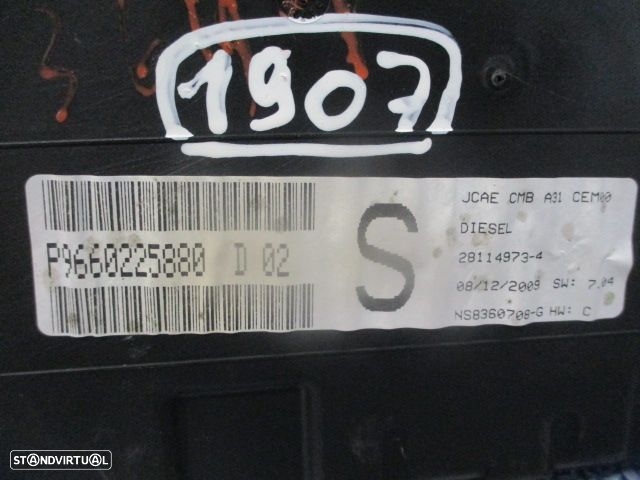 1907
P9660225880 D 02
S
JCAE CMB A31 CEM00
DIESEL
28114973-4
08/12/2009 SW: 7.04
NS8360708-G HW: C
STANDVIRTUAL